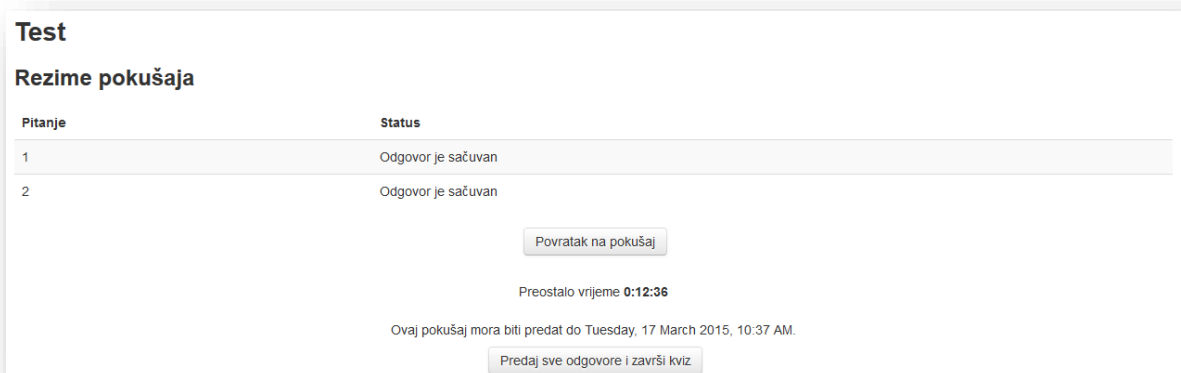 Test
Rezime pokušaja
Pitanje Status
1 Odgovor je sačuvan
2 Odgovor je sačuvan
Povratak na pokušaj
Preostalo vrijeme 0:12:36
Ovaj pokušaj mora biti predat do Tuesday, 17 March 2015, 10:37 AM.
Predaj sve odgovore i završi kviz